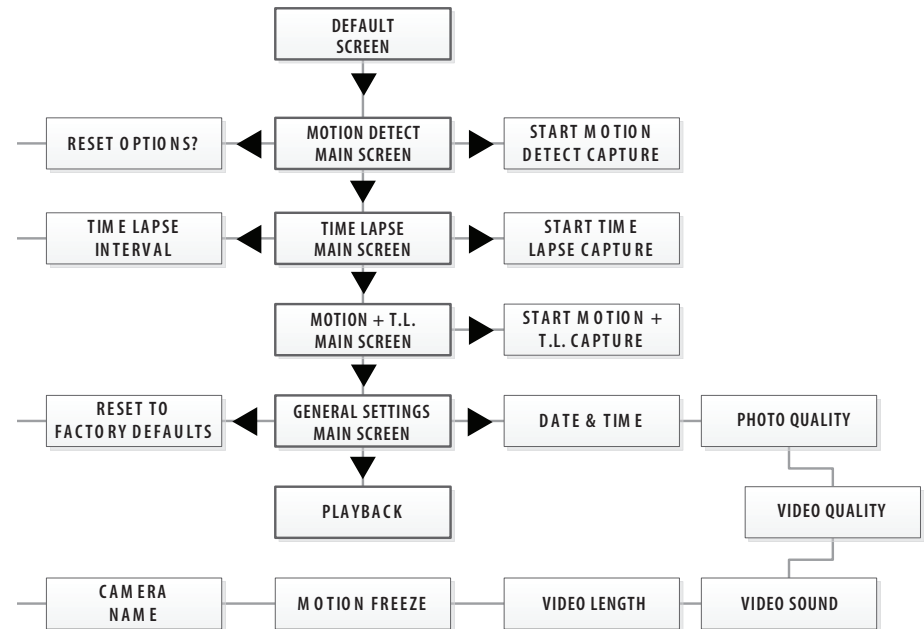 DEFAULT
SCREEN
RESET OPTIONS?
MOTION DETECT
MAIN SCREEN
START MOTION
DETECT CAPTURE
TIME LAPSE
INTERVAL
TIME LAPSE
MAIN SCREEN
START TIME
LAPSE CAPTURE
MOTION + T.L.
MAIN SCREEN
START MOTION +
T.L. CAPTURE
RESET TO
FACTORY DEFAULTS
GENERAL SETTINGS
MAIN SCREEN
DATE & TIME
PHOTO QUALITY
PLAYBACK
VIDEO QUALITY
CAMERA
NAME
MOTION FREEZE
VIDEO LENGTH
VIDEO SOUND